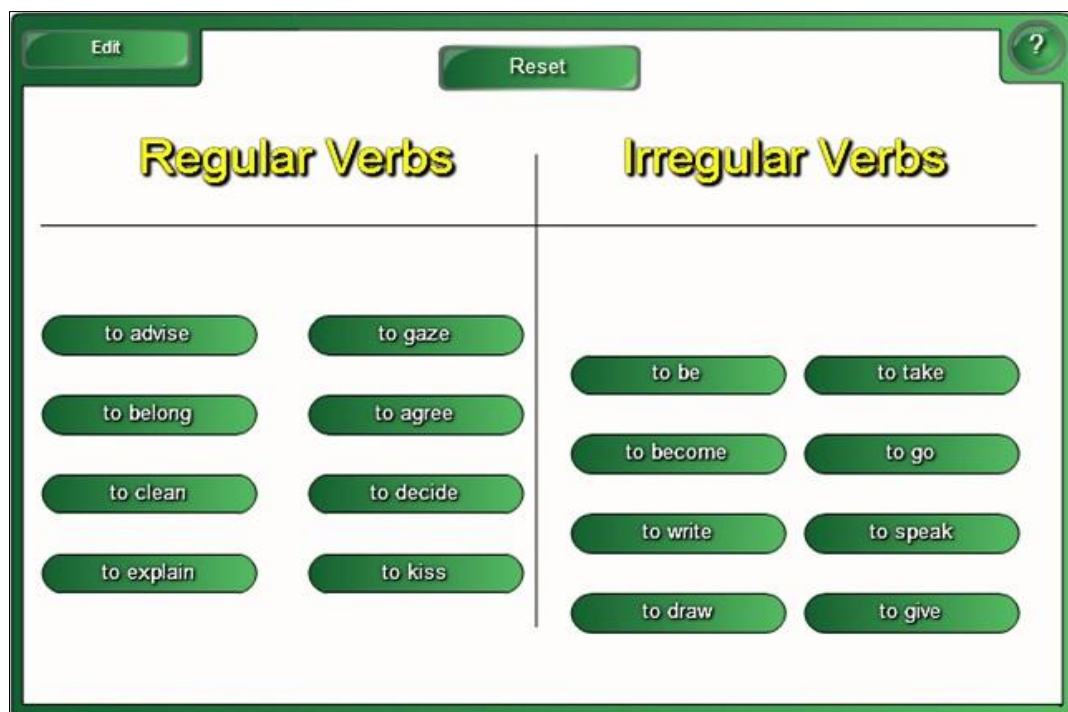 Edit
Reset
?
Regular Verbs
Irregular Verbs
to advise
to gaze
to belong
to agree
to clean
to decide
to explain
to kiss
to be
to take
to become
to go
to write
to speak
to draw
to give